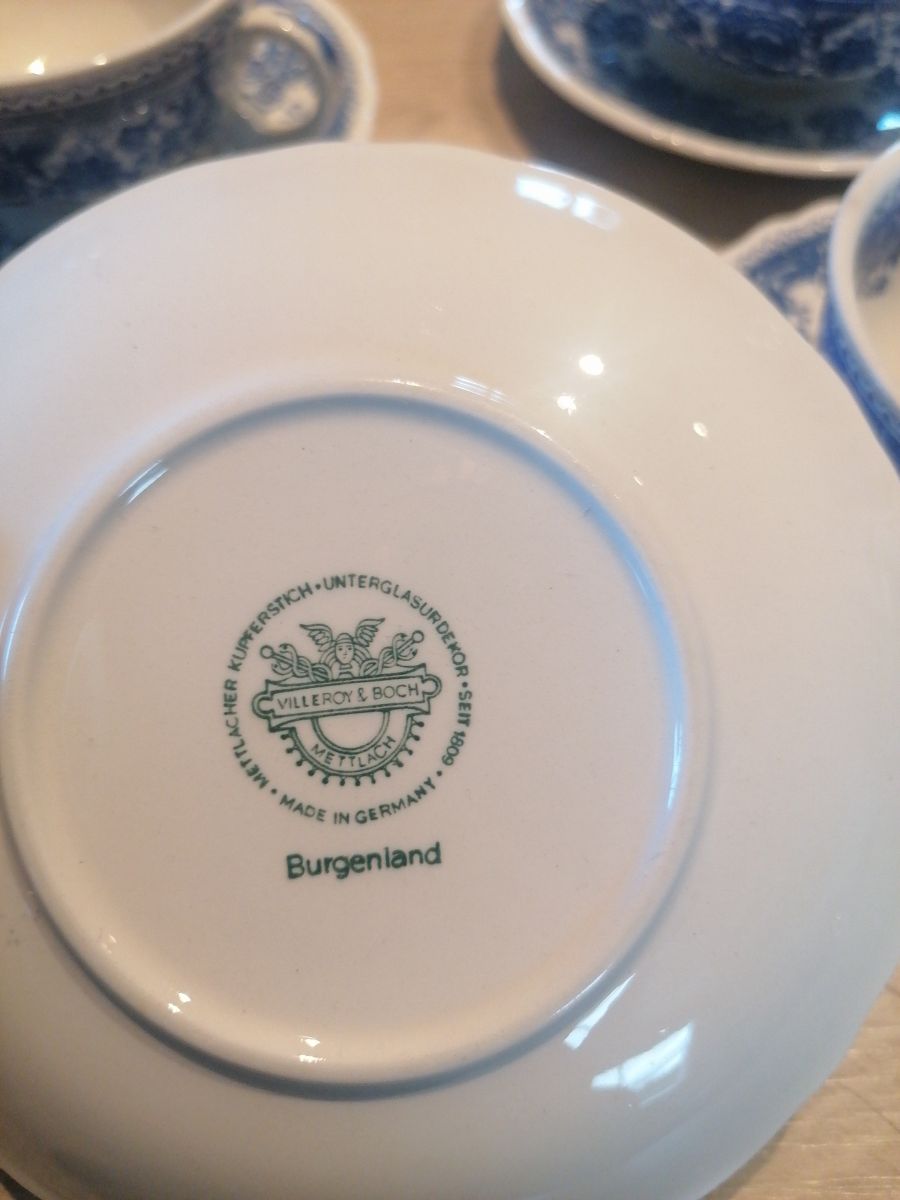 METTLACHER KUPFERSTICH • UNTERGLASURDEKOR • SEIT 1809 •
VILLEROY & BOCH
METTLACH
• MADE IN GERMANY •
Burgenland